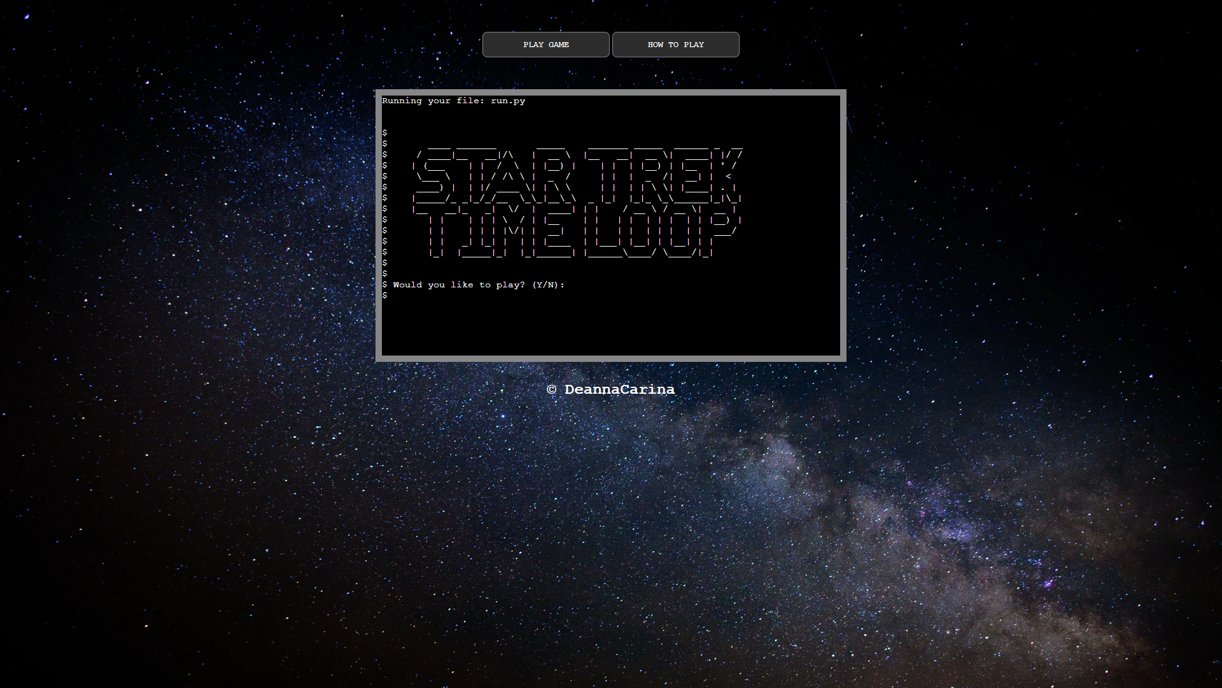 PLAY GAME
HOW TO PLAY
Running your file: run.py
$
$
$
$
$
$
$
$
$
$
$
$
$
$
$ Would you like to play? (Y/N):
$
STAR TREK
TIME LOOP
© DeannaCarina